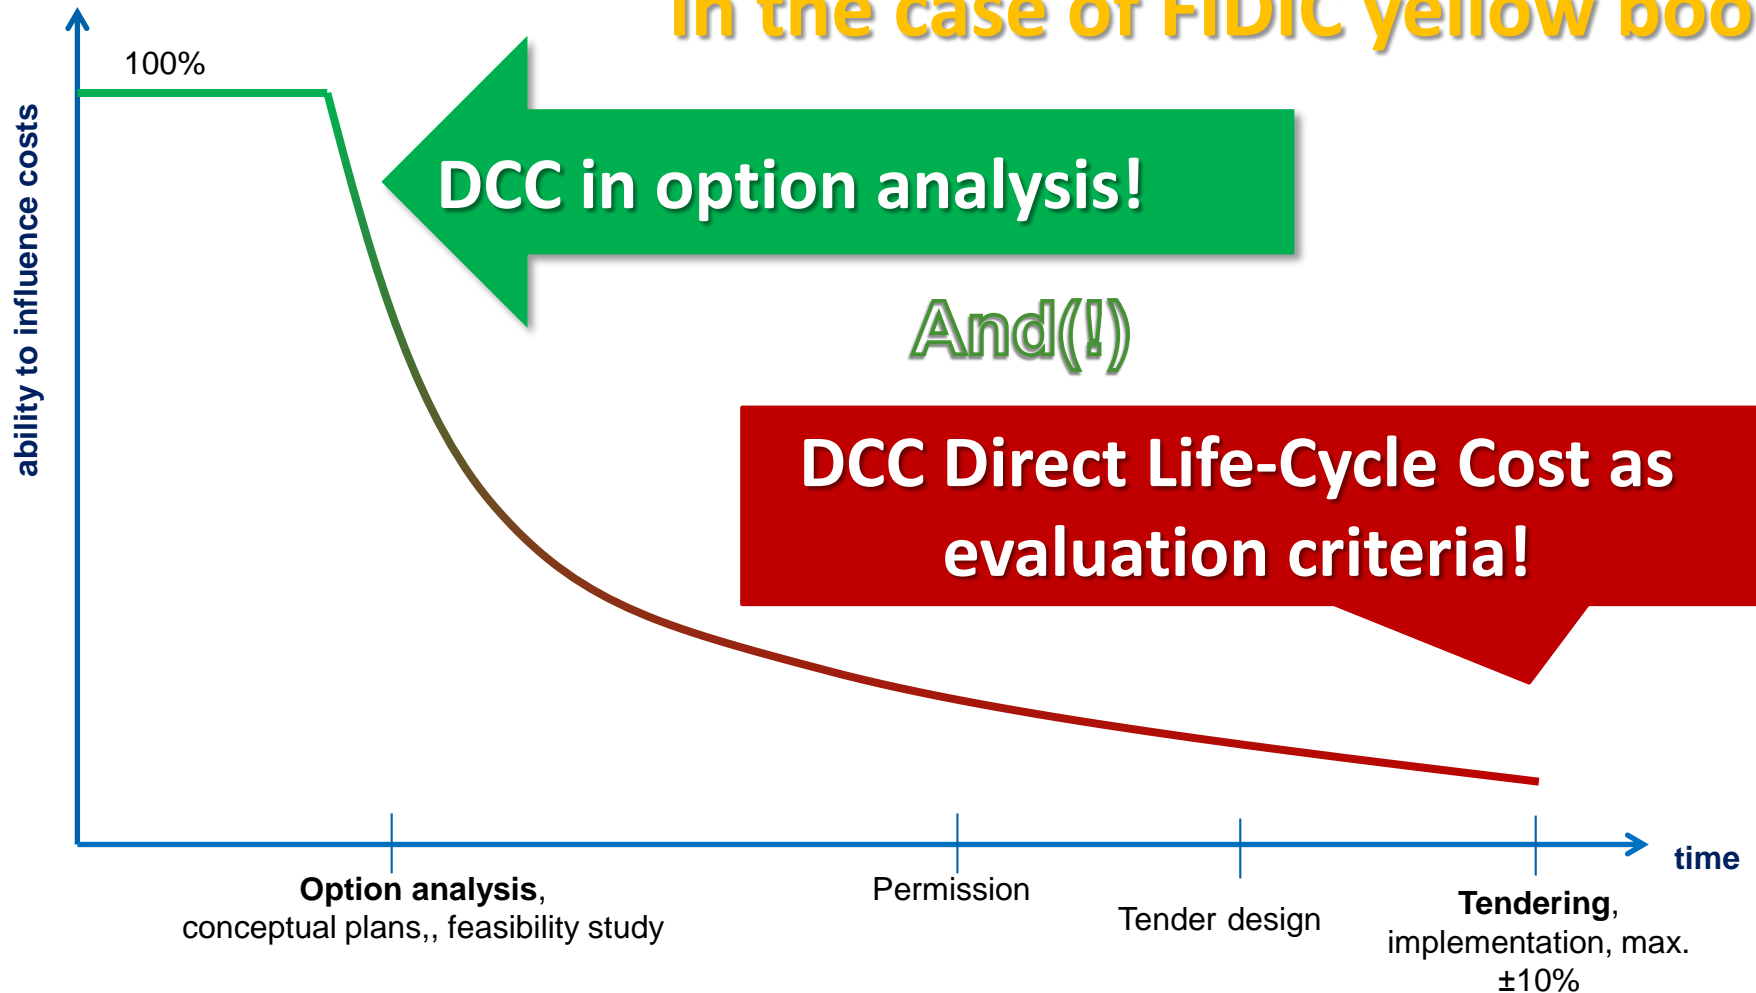 In the case of FIDIC yellow boo
100%
ability to influence costs
DCC in option analysis!
And(!)
DCC Direct Life-Cycle Cost as
evaluation criteria!
time
Option analysis,
conceptual plans,, feasibility study
Permission
Tender design
Tendering,
implementation, max.
±10%